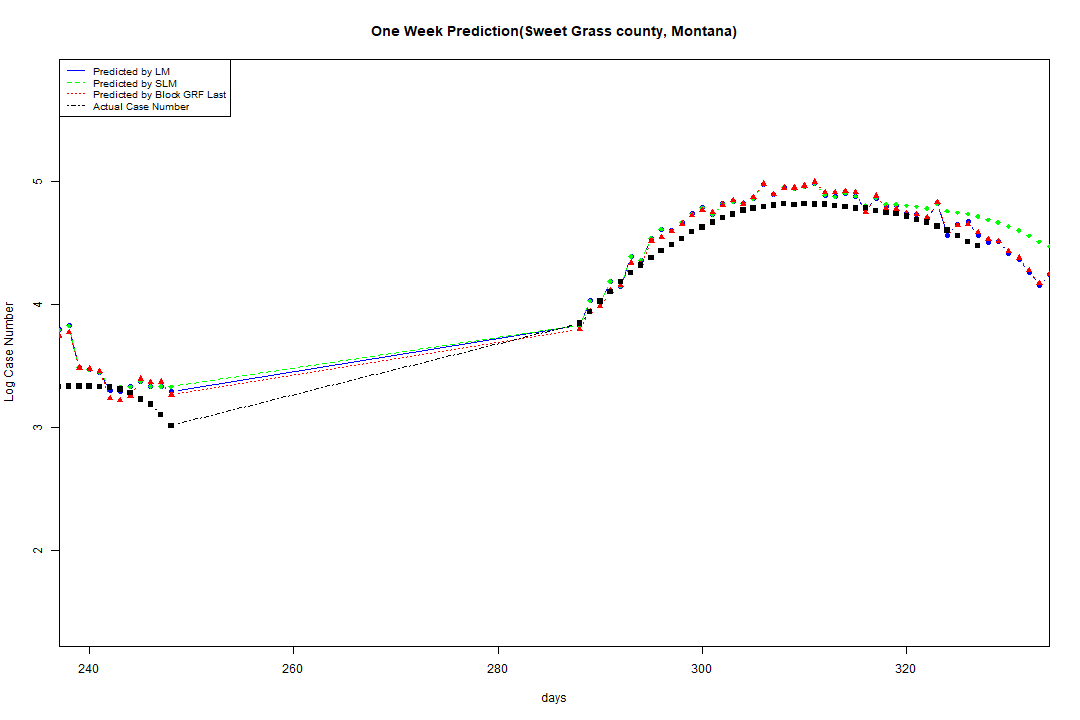 One Week Prediction(Sweet Grass county, Montana)
Predicted by LM
Predicted by SLM
Predicted by Block GRF Last
Actual Case Number
5
4
3
2
Log Case Number
240 260 280 300 320
days